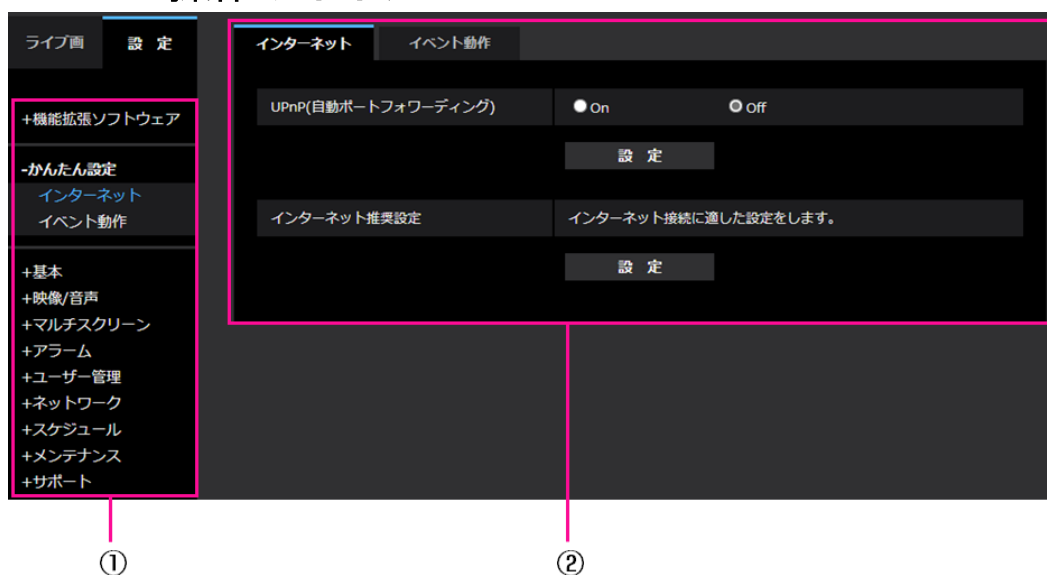 ライブ画
設 定
+機能拡張ソフトウェア
-かんたん設定
インターネット
イベント動作
+基本
+映像/音声
+マルチスクリーン
+アラーム
+ユーザー管理
+ネットワーク
+スケジュール
+メンテナンス
+サポート
インターネット
イベント動作
UPnP(自動ポートフォワーディング)
On
Off
設 定
インターネット推奨設定
インターネット接続に適した設定をします。
設 定
①
②